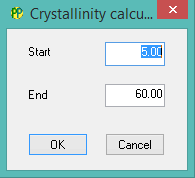 Crystallinity calcu...
Start 5.00
End 60.00
OK Cancel